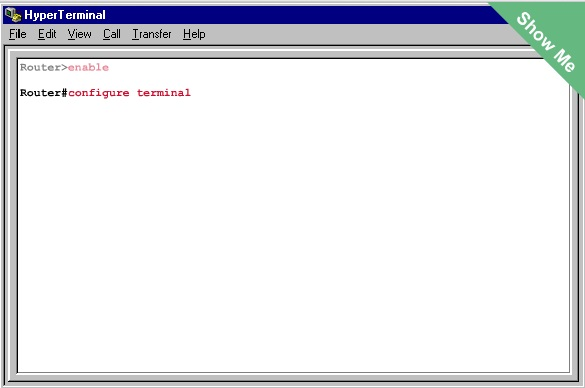 HyperTerminal
Show Me
File Edit View Call Transfer Help
Router>enable
Router#configure terminal